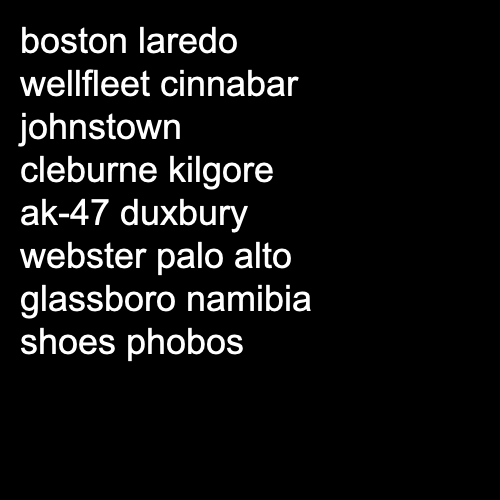 boston laredo
wellfleet cinnabar
johnstown
cleburne kilgore
ak-47 duxbury
webster palo alto
glassboro namibia
shoes phobos